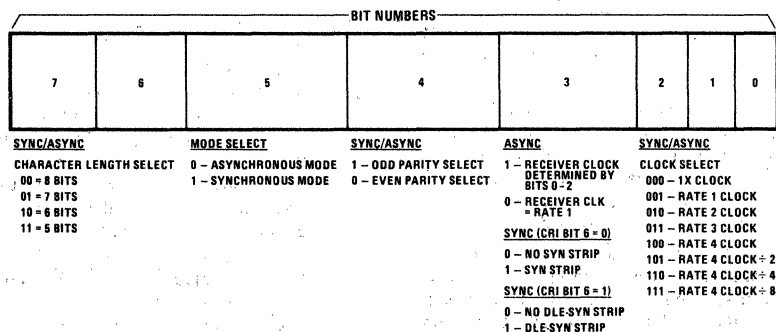 BIT NUMBERS
7 6 5 4 3 2 1 0
SYNC/ASYNC
CHARACTER LENGTH SELECT
00 = 8 BITS
01 = 7 BITS
10 = 6 BITS
11 = 5 BITS
MODE SELECT
0 – ASYNCHRONOUS MODE
1 – SYNCHRONOUS MODE
SYNC/ASYNC
1 – ODD PARITY SELECT
0 – EVEN PARITY SELECT
ASYNC
1 – RECEIVER CLOCK
DETERMINED BY
BITS 0-2
0 – RECEIVER CLK
= RATE 1
SYNC (CRI BIT 6 = 0)
0 – NO SYN STRIP
1 – SYN STRIP
SYNC (CRI BIT 6 = 1)
0 – NO DLE-SYN STRIP
1 – DLE-SYN STRIP
SYNC/ASYNC
CLOCK SELECT
000 – 1X CLOCK
001 – RATE 1 CLOCK
010 – RATE 2 CLOCK
011 – RATE 3 CLOCK
100 – RATE 4 CLOCK
101 – RATE 4 CLOCK ÷ 2
110 – RATE 4 CLOCK ÷ 4
111 – RATE 4 CLOCK ÷ 8